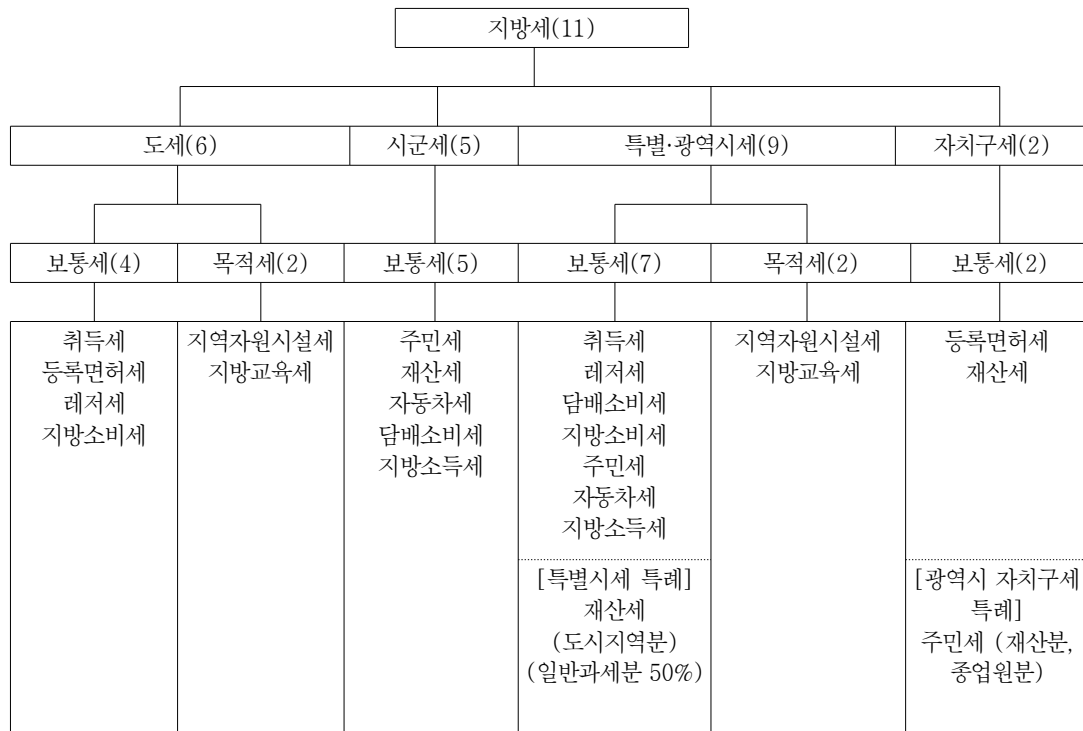 지방세(11)
도세(6)
시군세(5)
특별·광역시세(9)
자치구세(2)
보통세(4)
목적세(2)
보통세(5)
보통세(7)
목적세(2)
보통세(2)
취득세
등록면허세
레저세
지방소비세
지역자원시설세
지방교육세
주민세
재산세
자동차세
담배소비세
지방소득세
취득세
레저세
담배소비세
지방소비세
주민세
자동차세
지방소득세
[특별시세 특례]
재산세
(도시지역분)
(일반과세분 50%)
지역자원시설세
지방교육세
등록면허세
재산세
[광역시 자치구세
특례]
주민세 (재산분,
종업원분)